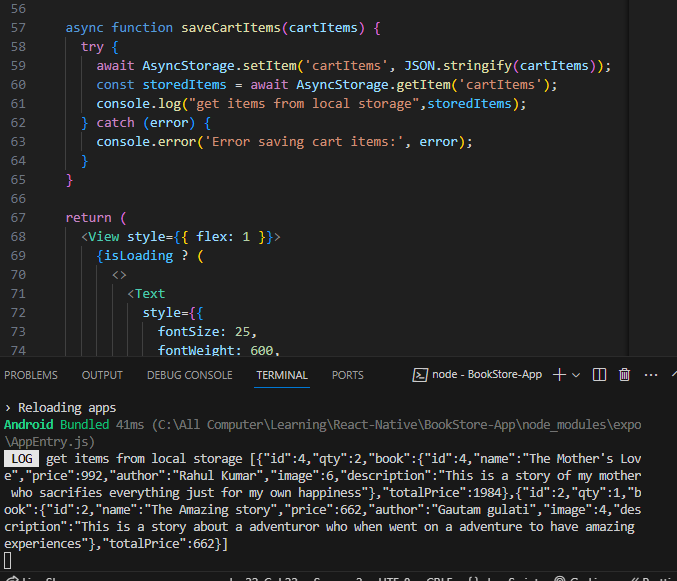 56
57 async function saveCartItems(cartItems) {
58 try {
59 await AsyncStorage.setItem('cartItems', JSON.stringify(cartItems));
60 const storedItems = await AsyncStorage.getItem('cartItems');
61 console.log("get items from local storage",storedItems);
62 } catch (error) {
63 console.error('Error saving cart items:', error);
64 }
65 }
66
67 return (
68 <View style={{ flex: 1 }}>
69 {isLoading ? (
70 <>
71 <Text
72 style={{
73 fontSize: 25,
74 fontWeight: 600,
PROBLEMS OUTPUT DEBUG CONSOLE TERMINAL PORTS node - BookStore-App
› Reloading apps
Android Bundled 41ms (C:\All Computer\Learning\React-Native\BookStore-App\node_modules\expo
\AppEntry.js)
LOG get items from local storage [{"id":4,"qty":2,"book":{"id":4,"name":"The Mother's Lov
e","price":992,"author":"Rahul Kumar","image":6,"description":"This is a story of my mother
who sacrifies everything just for my own happiness"},"totalPrice":1984},{"id":2,"qty":1,"b
ook":{"id":2,"name":"The Amazing story","price":662,"author":"Gautam gulati","image":4,"des
cription":"This is a story about a adventuror who when went on a adventure to have amazing
experiences"},"totalPrice":662}]